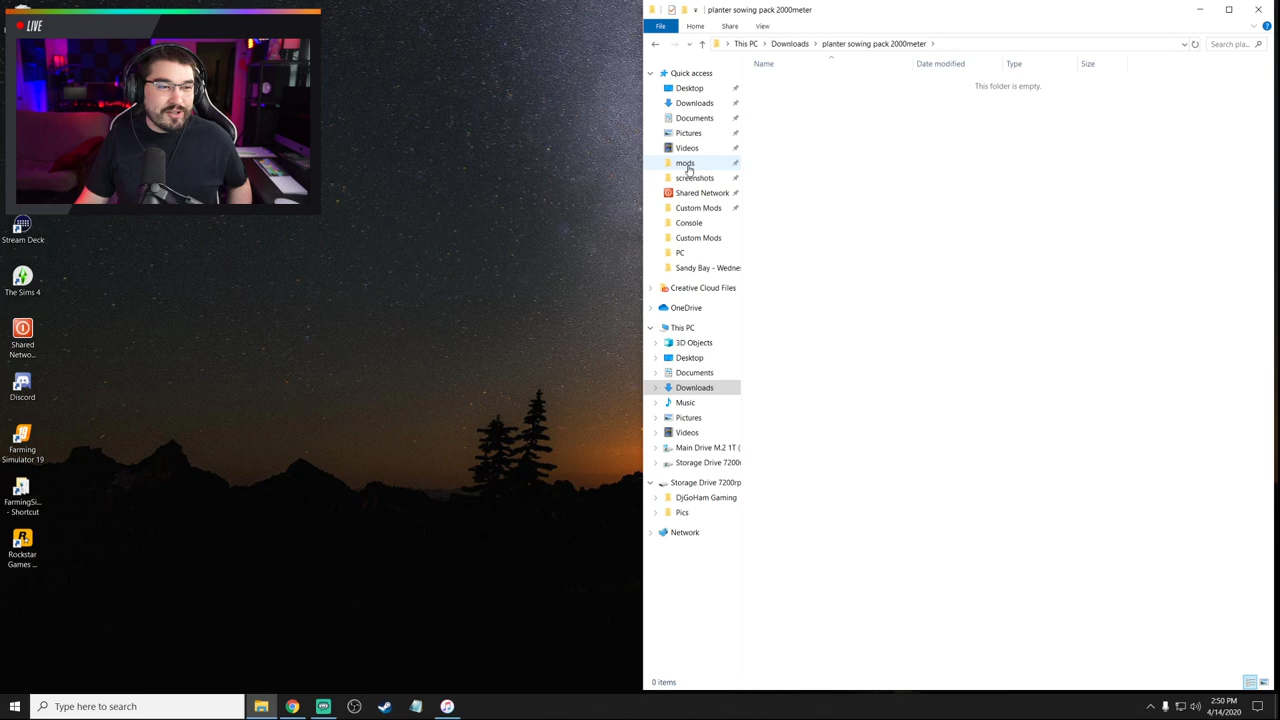 LIVE
planter sowing pack 2000meter
File
Home
Share
View
This PC
Downloads
planter sowing pack 2000meter
Search pla...
Name
Date modified
Type
Size
This folder is empty.
Quick access
Desktop
Downloads
Documents
Pictures
Videos
mods
screenshots
Shared Network
Custom Mods
Console
Custom Mods
PC
Sandy Bay - Wedne
Creative Cloud Files
OneDrive
This PC
3D Objects
Desktop
Documents
Downloads
Music
Pictures
Videos
Main Drive M.2 1T (
Storage Drive 7200r
Storage Drive 7200rp
DjGoHam Gaming
Pics
Network
0 items
Stream Deck
The Sims 4
Shared
Netwo...
Discord
Farming
Simulator 19
FarmingSi...
- Shortcut
Rockstar
Games ...
Type here to search
2:50 PM
4/14/2020